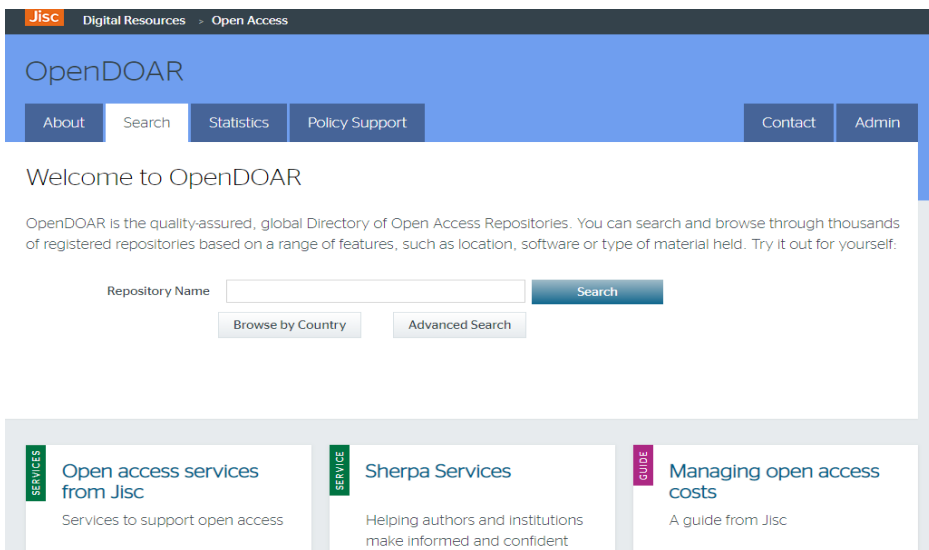 Jisc Digital Resources > Open Access
OpenDOAR
About Search Statistics Policy Support Contact Admin
Welcome to OpenDOAR
OpenDOAR is the quality-assured, global Directory of Open Access Repositories. You can search and browse through thousands
of registered repositories based on a range of features, such as location, software or type of material held. Try it out for yourself:
Repository Name Search
Browse by Country Advanced Search
SERVICES
Open access services
from Jisc
Services to support open access
SERVICE
Sherpa Services
Helping authors and institutions
make informed and confident
GUIDE
Managing open access
costs
A guide from Jisc